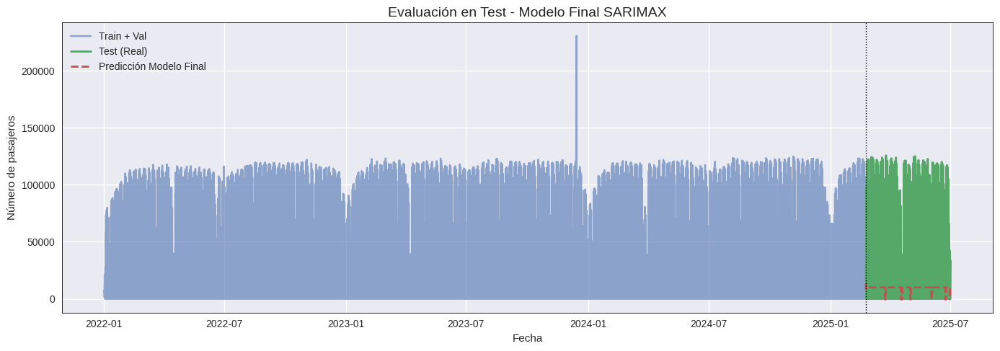 Evaluación en Test - Modelo Final SARIMAX
Train + Val
Test (Real)
Predicción Modelo Final
Número de pasajeros
200000
150000
100000
50000
0
2022-01
2022-07
2023-01
2023-07
2024-01
2024-07
2025-01
2025-07
Fecha